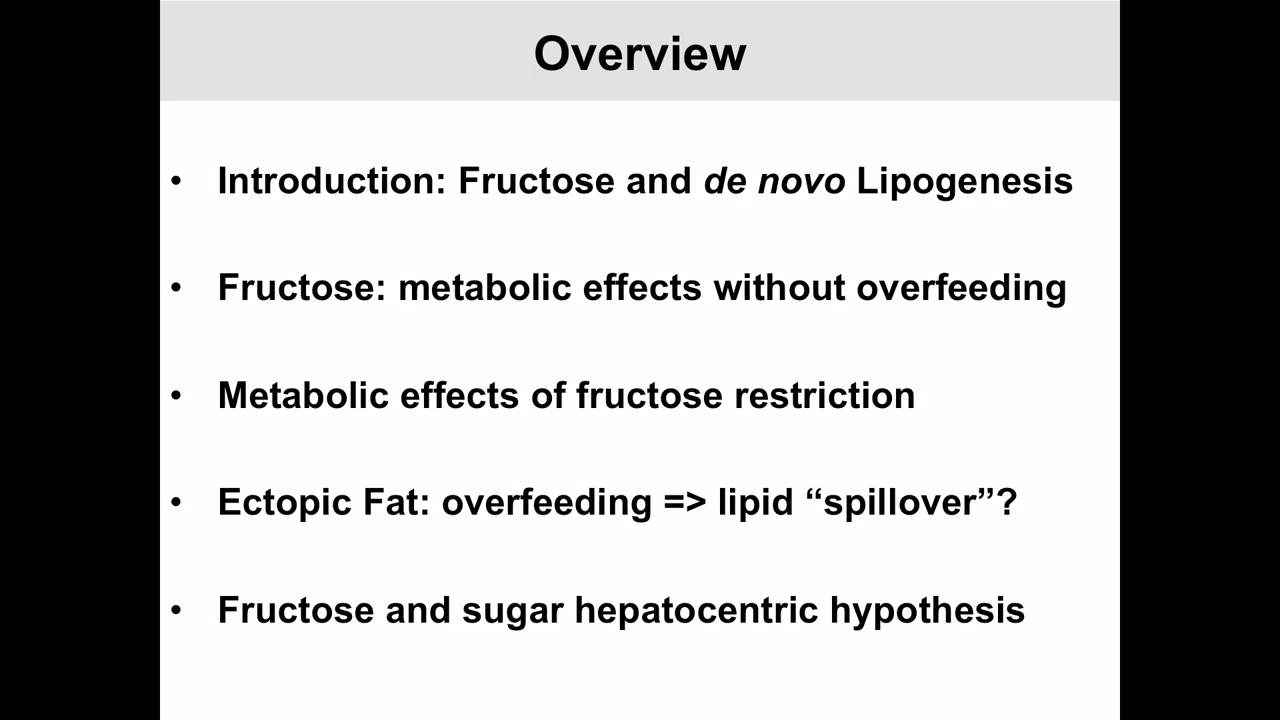 Overview
• Introduction: Fructose and de novo Lipogenesis
• Fructose: metabolic effects without overfeeding
• Metabolic effects of fructose restriction
• Ectopic Fat: overfeeding => lipid “spillover”?
• Fructose and sugar hepatocentric hypothesis